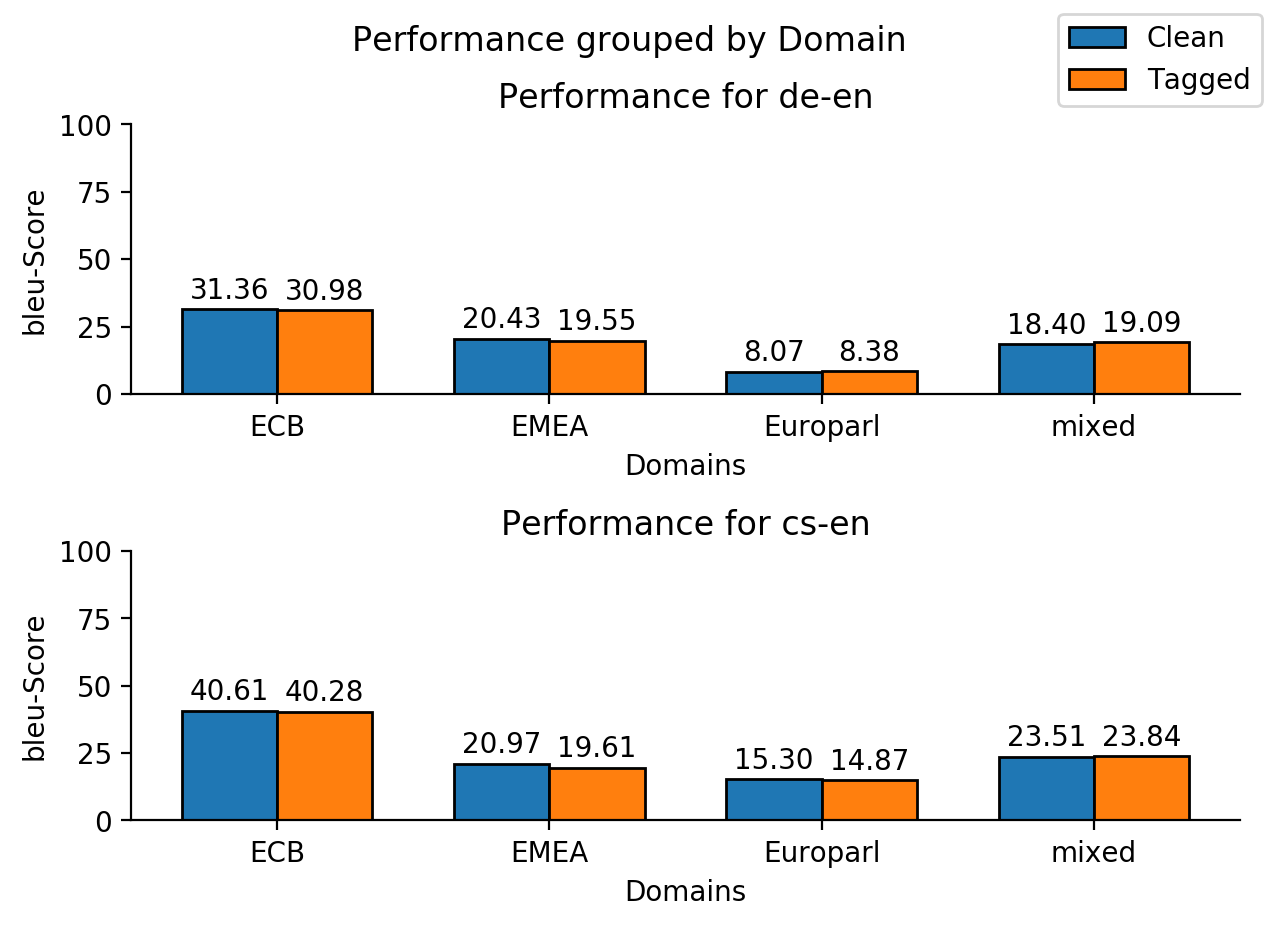 Performance grouped by Domain
Clean
Tagged
Performance for de-en
100
75
50
25
0
bleu-Score
31.36 30.98 20.43 19.55 8.07 8.38 18.40 19.09
ECB EMEA Europarl mixed
Domains
Performance for cs-en
100
75
50
25
0
bleu-Score
40.61 40.28 20.97 19.61 15.30 14.87 23.51 23.84
ECB EMEA Europarl mixed
Domains